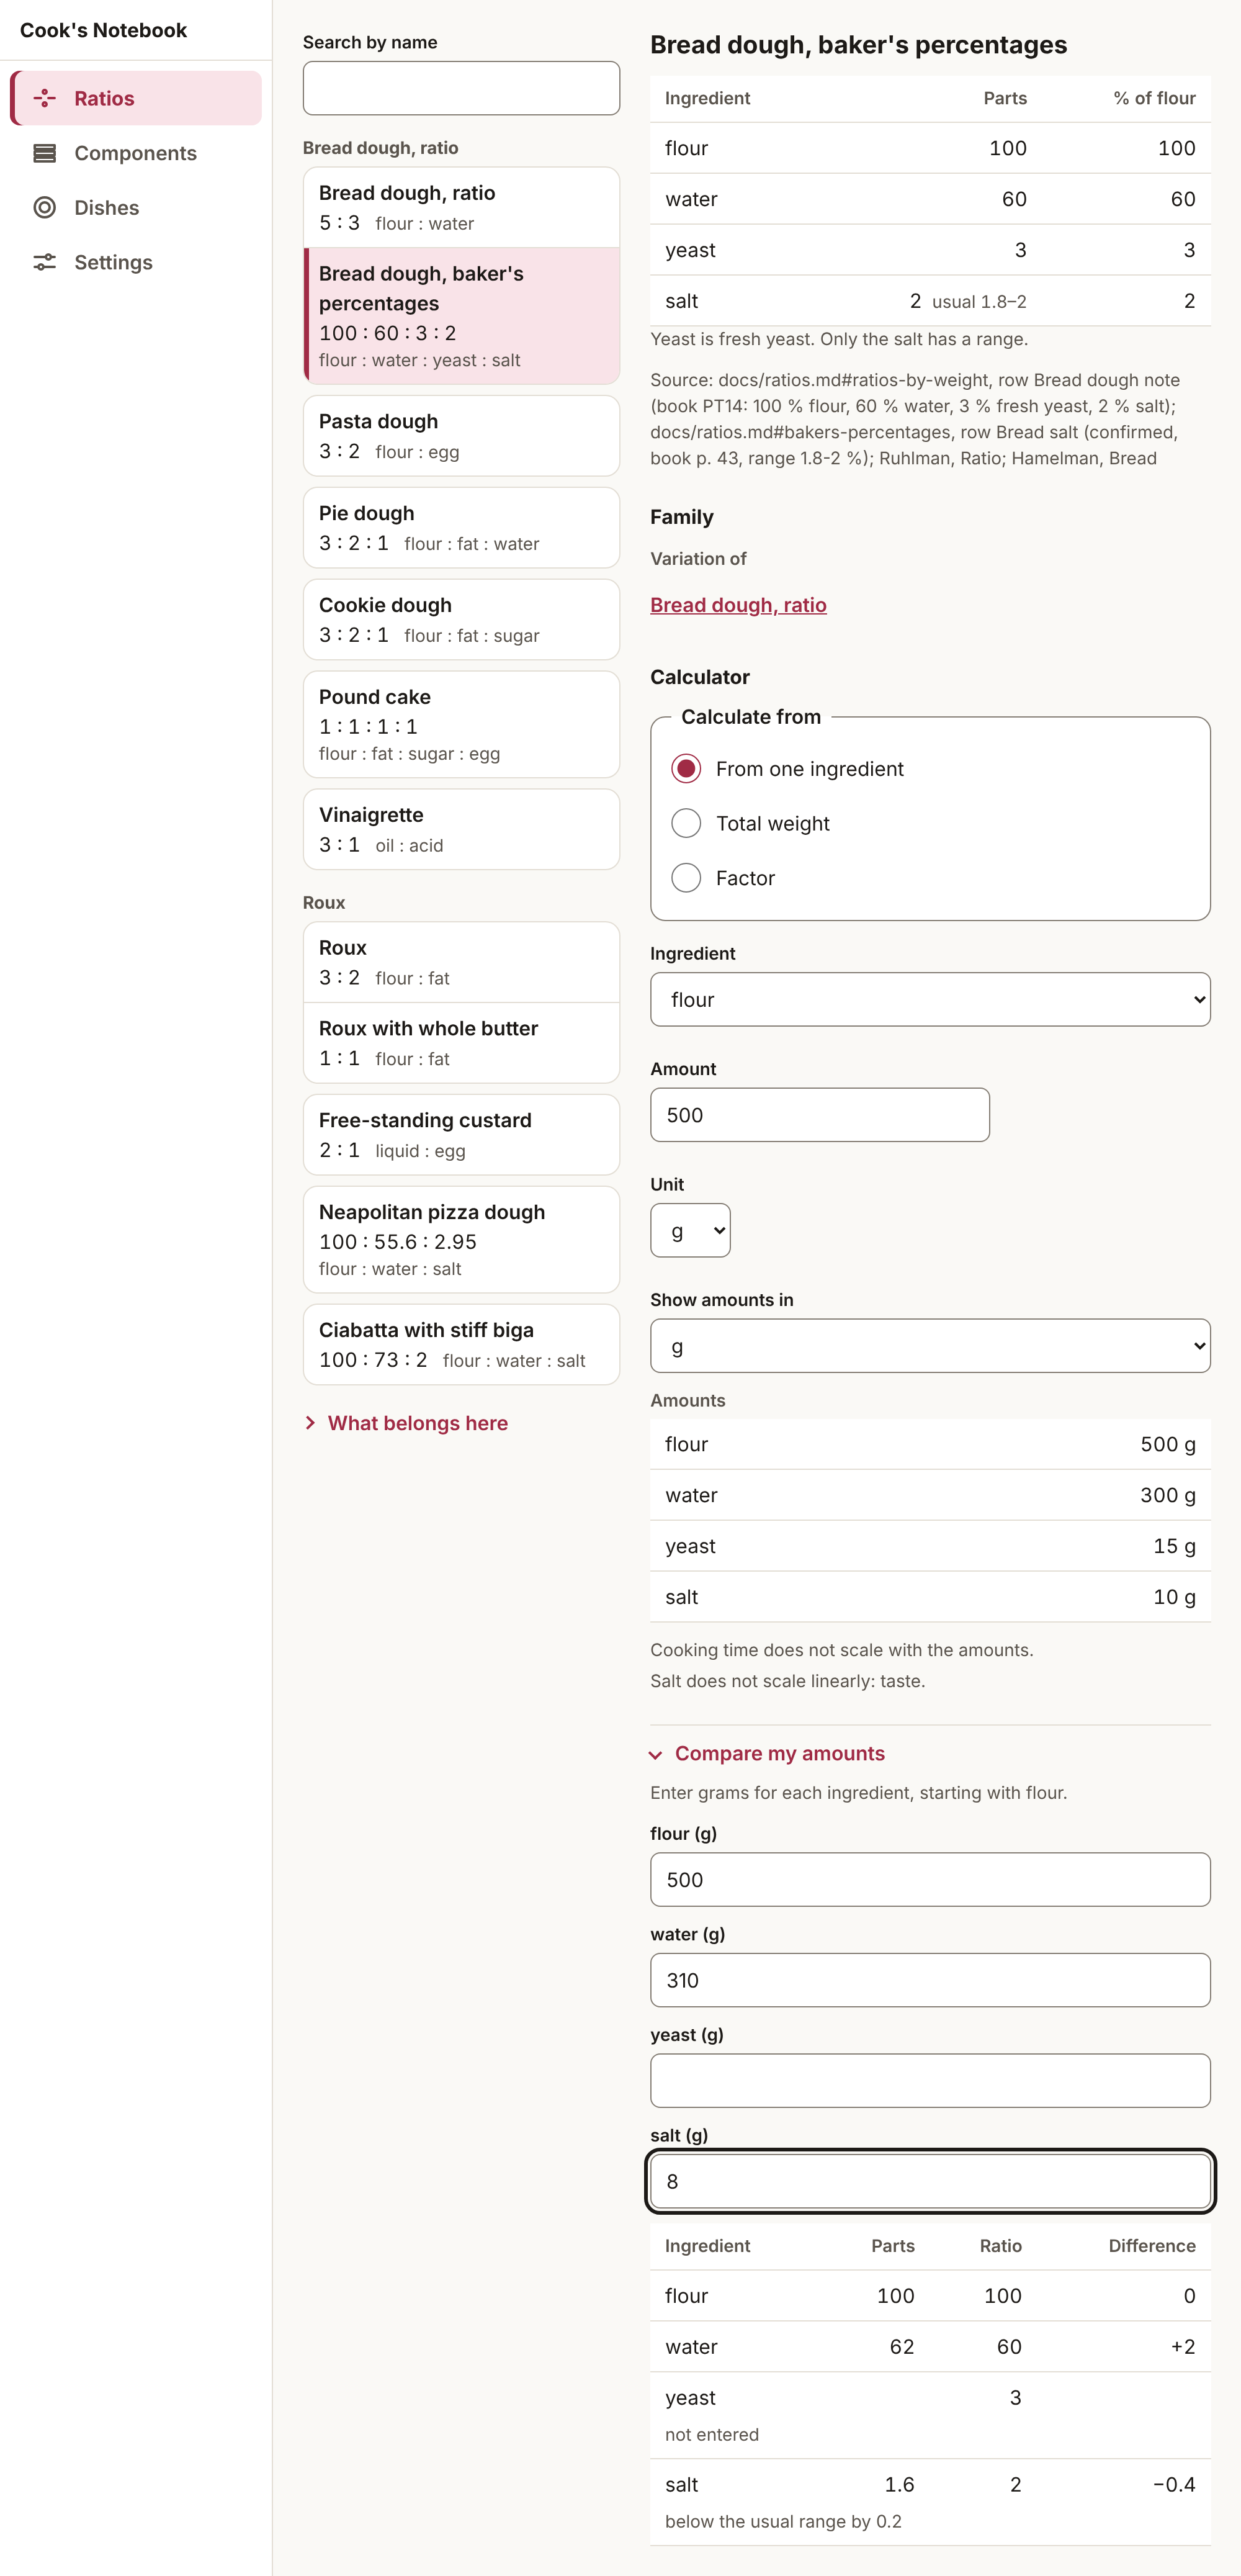 Cook's Notebook
Ratios
Components
Dishes
Settings
Search by name
Bread dough, ratio
Bread dough, ratio
5 : 3 flour : water
Bread dough, baker's
percentages
100 : 60 : 3 : 2
flour : water : yeast : salt
Pasta dough
3 : 2 flour : egg
Pie dough
3 : 2 : 1 flour : fat : water
Cookie dough
3 : 2 : 1 flour : fat : sugar
Pound cake
1 : 1 : 1 : 1
flour : fat : sugar : egg
Vinaigrette
3 : 1 oil : acid
Roux
Roux
3 : 2 flour : fat
Roux with whole butter
1 : 1 flour : fat
Free-standing custard
2 : 1 liquid : egg
Neapolitan pizza dough
100 : 55.6 : 2.95
flour : water : salt
Ciabatta with stiff biga
100 : 73 : 2 flour : water : salt
What belongs here
Bread dough, baker's percentages
Ingredient Parts % of flour
flour 100 100
water 60 60
yeast 3 3
salt 2 usual 1.8–2 2
Yeast is fresh yeast. Only the salt has a range.
Source: docs/ratios.md#ratios-by-weight, row Bread dough note
(book PT14: 100 % flour, 60 % water, 3 % fresh yeast, 2 % salt);
docs/ratios.md#bakers-percentages, row Bread salt (confirmed,
book p. 43, range 1.8-2 %); Ruhlman, Ratio; Hamelman, Bread
Family
Variation of
Bread dough, ratio
Calculator
Calculate from
From one ingredient
Total weight
Factor
Ingredient
flour
Amount
500
Unit
g
Show amounts in
g
Amounts
flour 500 g
water 300 g
yeast 15 g
salt 10 g
Cooking time does not scale with the amounts.
Salt does not scale linearly: taste.
Compare my amounts
Enter grams for each ingredient, starting with flour.
flour (g)
500
water (g)
310
yeast (g)
salt (g)
8
Ingredient Parts Ratio Difference
flour 100 100 0
water 62 60 +2
yeast 3
not entered
salt 1.6 2 −0.4
below the usual range by 0.2